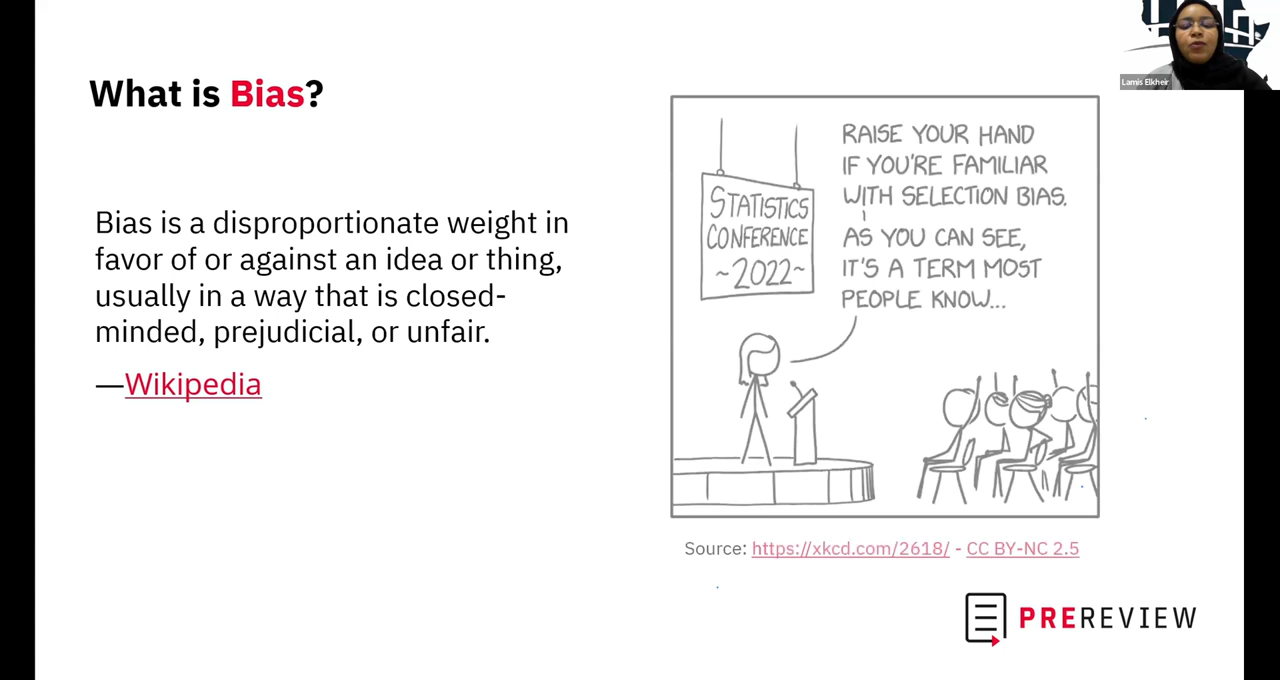 What is Bias?
Bias is a disproportionate weight in
favor of or against an idea or thing,
usually in a way that is closed-
minded, prejudicial, or unfair.
—Wikipedia
STATISTICS
CONFERENCE
~2022~
RAISE YOUR HAND
IF YOU'RE FAMILIAR
WITH SELECTION BIAS.
AS YOU CAN SEE,
IT'S A TERM MOST
PEOPLE KNOW...
Source: https://xkcd.com/2618/ - CC BY-NC 2.5
PREREVIEW
Lamis Elkheir